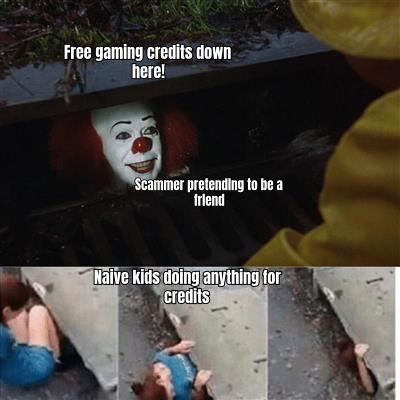 Free gaming credits down
here!
Scammer pretending to be a
friend
Naive kids doing anything for
credits